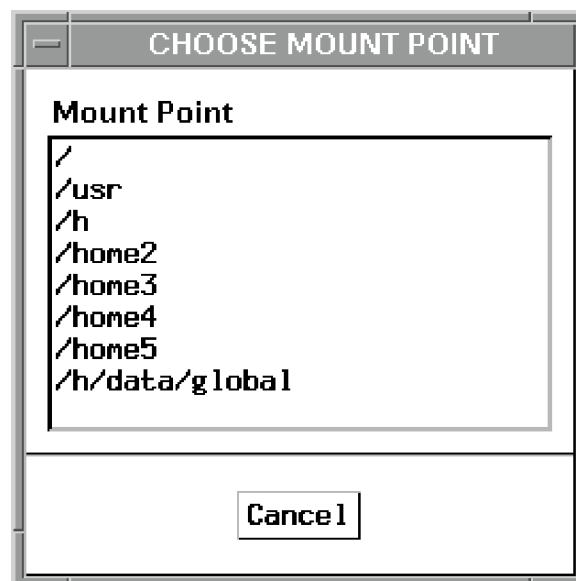 CHOOSE MOUNT POINT
Mount Point
/
/usr
/h
/home2
/home3
/home4
/home5
/h/data/global
Cancel